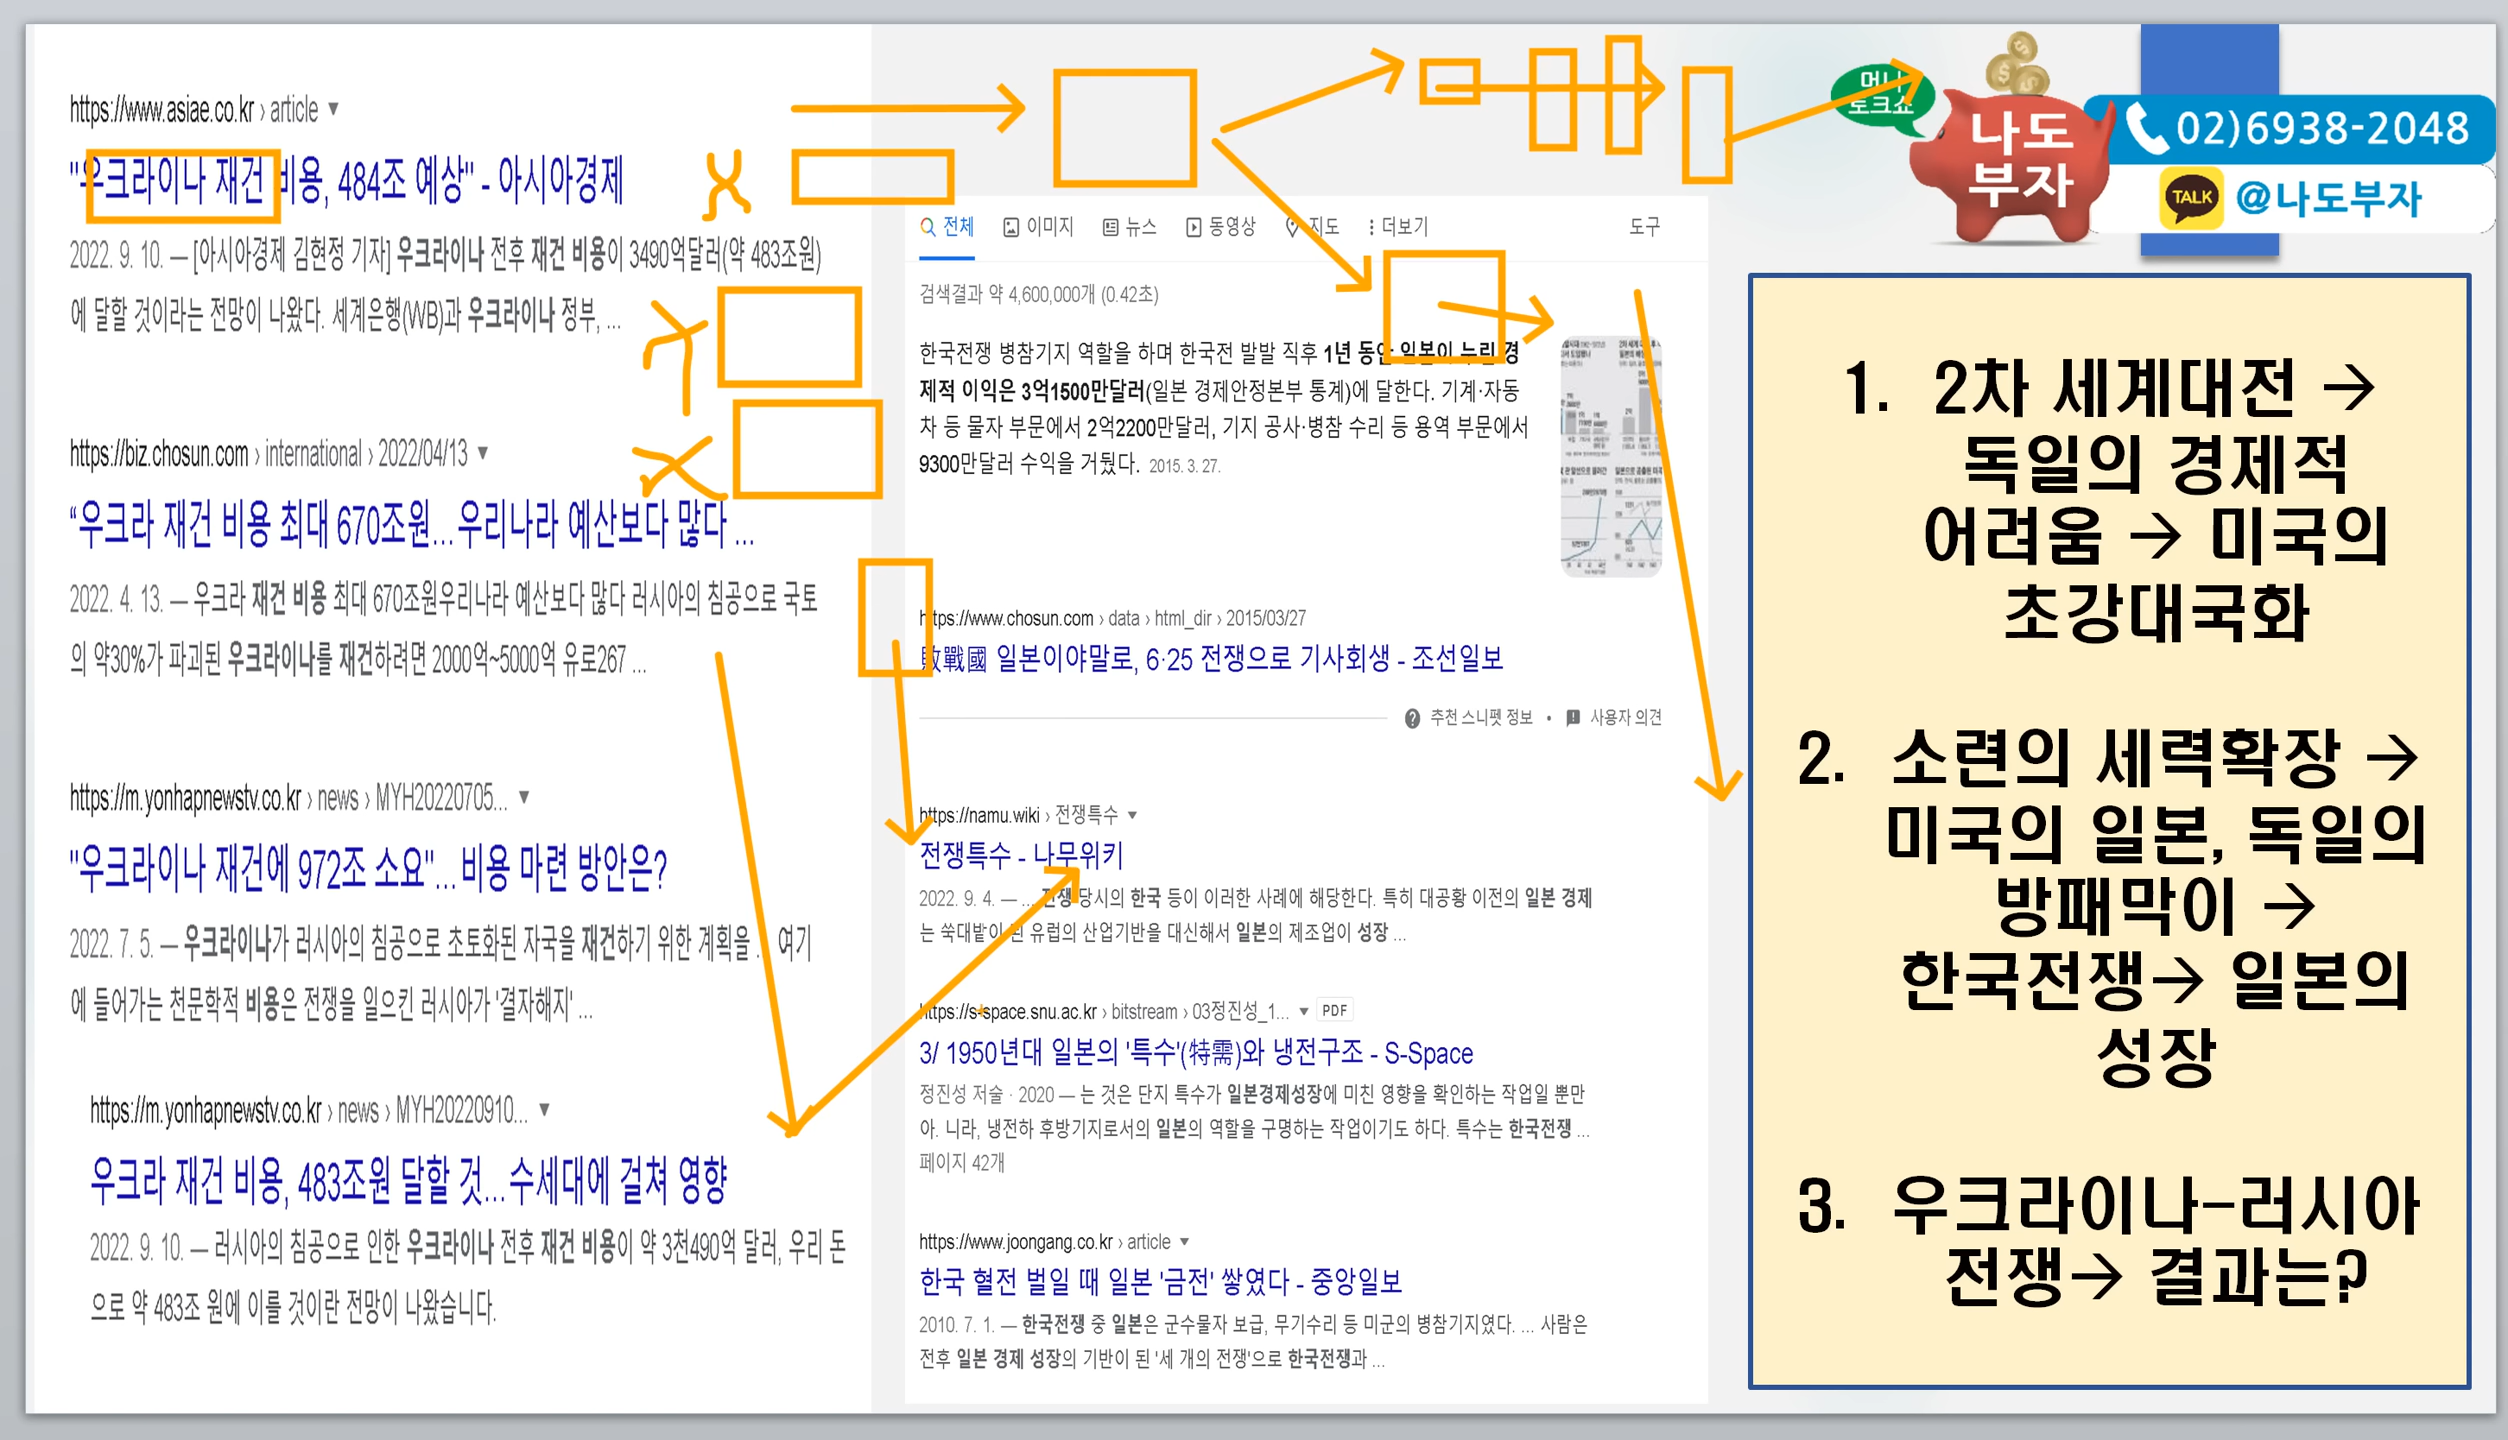 https://www.asiae.co.kr › article ▼
"우크라이나 재건 비용, 484조 예상" - 아시아경제
2022. 9. 10. — [아시아경제 김현정 기자] 우크라이나 전후 재건 비용이 3490억달러(약 483조원)
에 달할 것이라는 전망이 나왔다. 세계은행(WB)과 우크라이나 정부, ...
https://biz.chosun.com › international › 2022/04/13 ▼
“우크라 재건 비용 최대 670조원... 우리나라 예산보다 많다 ...
2022. 4. 13. — 우크라 재건 비용 최대 670조원우리나라 예산보다 많다 러시아의 침공으로 국토
의 약30%가 파괴된 우크라이나를 재건하려면 2000억~5000억 유로267 ...
https://m.yonhapnewstv.co.kr › news › MYH20220705... ▼
"우크라이나 재건에 972조 소요"... 비용 마련 방안은?
2022. 7. 5. — 우크라이나가 러시아의 침공으로 초토화된 자국을 재건하기 위한 계획을 . 여기
에 들어가는 천문학적 비용은 전쟁을 일으킨 러시아가 '결자해지' ...
https://m.yonhapnewstv.co.kr › news › MYH20220910... ▼
우크라 재건 비용, 483조원 달할 것...수세대에 걸쳐 영향
2022. 9. 10. — 러시아의 침공으로 인한 우크라이나 전후 재건 비용이 약 3천490억 달러, 우리 돈
으로 약 483조 원에 이를 것이란 전망이 나왔습니다.
전체 이미지 뉴스 동영상 지도 더보기 도구
검색결과 약 4,600,000개 (0.42초)
한국전쟁 병참기지 역할을 하며 한국전 발발 직후 1년 동안 일본이 누린 경
제적 이익은 3억1500만달러(일본 경제안정본부 통계)에 달한다. 기계·자동
차 등 물자 부문에서 2억2200만달러, 기지 공사·병참 수리 등 용역 부문에서
9300만달러 수익을 거뒀다. 2015. 3. 27.
https://www.chosun.com › data › html_dir › 2015/03/27
敗戰國 일본이야말로, 6·25 전쟁으로 기사회생 - 조선일보
추천 스니펫 정보 • 사용자 의견
https://namu.wiki › 전쟁특수 ▼
전쟁특수 - 나무위키
2022. 9. 4. — ... 전쟁 당시의 한국 등이 이러한 사례에 해당한다. 특히 대공황 이전의 일본 경제
는 쑥대밭이 된 유럽의 산업기반을 대신해서 일본의 제조업이 성장 ...
https://s-space.snu.ac.kr › bitstream › 03정진성_1... ▼ PDF
3/ 1950년대 일본의 '특수'(特需)와 냉전구조 - S-Space
정진성 저술 · 2020 — 는 것은 단지 특수가 일본경제성장에 미친 영향을 확인하는 작업일 뿐만
아. 니라, 냉전하 후방기지로서의 일본의 역할을 구명하는 작업이기도 하다. 특수는 한국전쟁 ...
페이지 42개
https://www.joongang.co.kr › article ▼
한국 혈전 벌일 때 일본 '금전' 쌓였다 - 중앙일보
2010. 7. 1. — 한국전쟁 중 일본은 군수물자 보급, 무기수리 등 미군의 병참기지였다. ... 사람은
전후 일본 경제 성장의 기반이 된 '세 개의 전쟁'으로 한국전쟁과 ...
머니
토크쇼
나도
부자
02)6938-2048
TALK @나도부자
1. 2차 세계대전 →
독일의 경제적
어려움 → 미국의
초강대국화
2. 소련의 세력확장 →
미국의 일본, 독일의
방패막이 →
한국전쟁→ 일본의
성장
3. 우크라이나-러시아
전쟁→ 결과는?